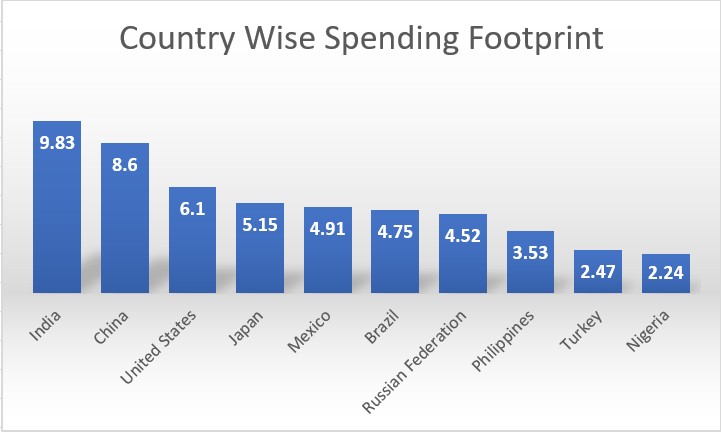 Country Wise Spending Footprint
9.83
8.6
6.1
5.15
4.91
4.75
4.52
3.53
2.47
2.24
India
China
United States
Japan
Mexico
Brazil
Russian Federation
Philippines
Turkey
Nigeria